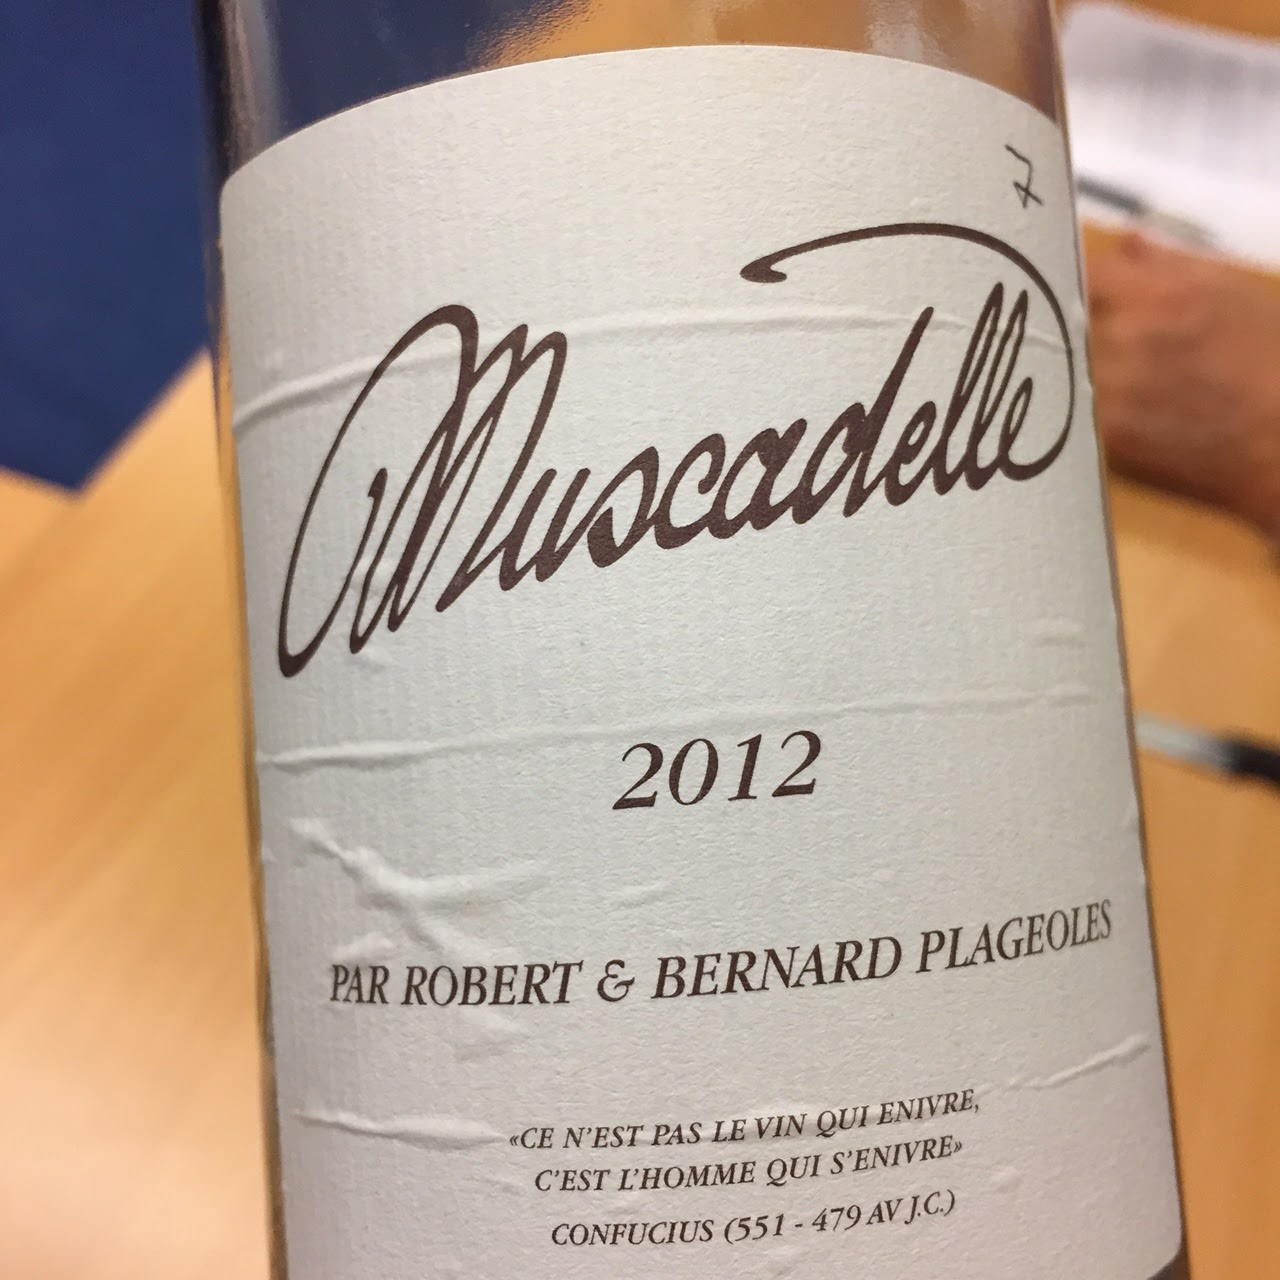 7
Muscadelle
2012
PAR ROBERT & BERNARD PLAGEOLES
«CE N'EST PAS LE VIN QUI ENIVRE,
C'EST L'HOMME QUI S'ENIVRE»
CONFUCIUS (551 - 479 AV J.C.)